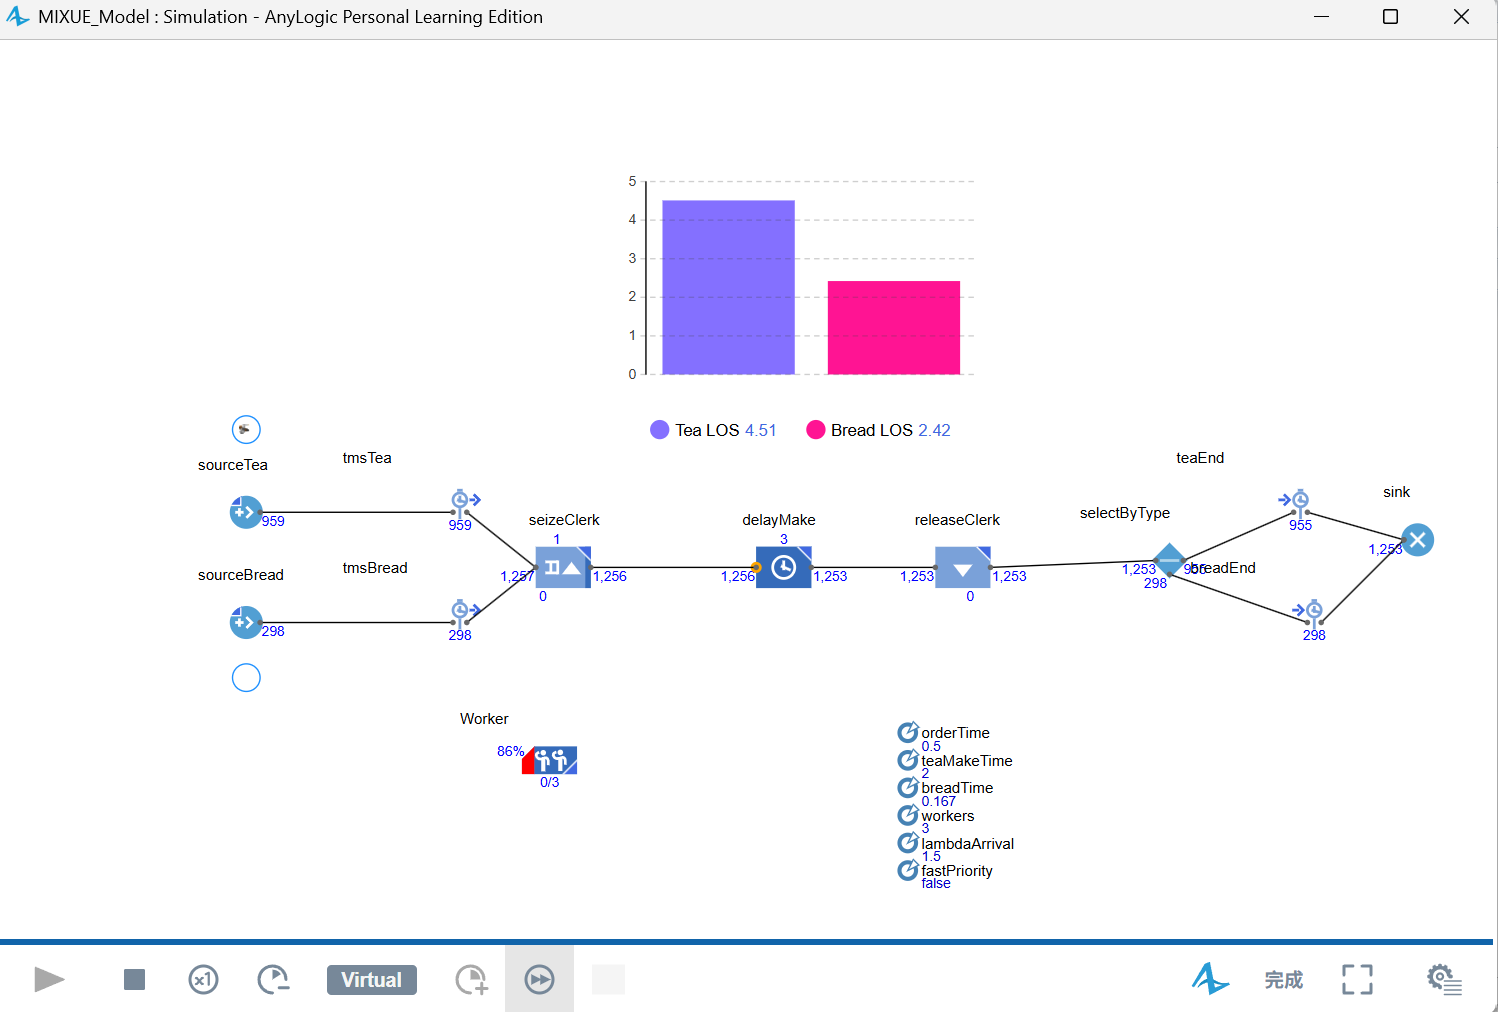 MIXUE_Model : Simulation - AnyLogic Personal Learning Edition
5
4
3
2
1
0
Tea LOS 4.51 Bread LOS 2.42
sourceTea
959
tmsTea
959
sourceBread
298
tmsBread
298
seizeClerk
1
1,257
1,256
0
delayMake
3
1,256
1,253
releaseClerk
1,253
1,253
0
selectByType
1,253
955
298
teaEnd
955
breadEnd
298
sink
1,253
Worker
86%
0/3
orderTime
0.5
teaMakeTime
2
breadTime
0.167
workers
3
lambdaArrival
1.5
fastPriority
false
x1
Virtual
完成